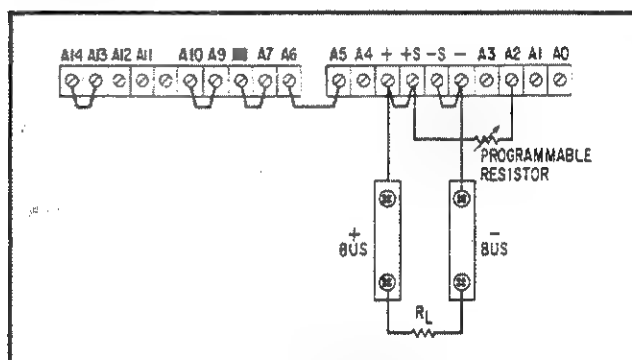 A14 A13 A12 A11 A10 A9 A7 A6 A5 A4 + +S -S - A3 A2 A1 A0
PROGRAMMABLE
RESISTOR
+
BUS
-
BUS
RL